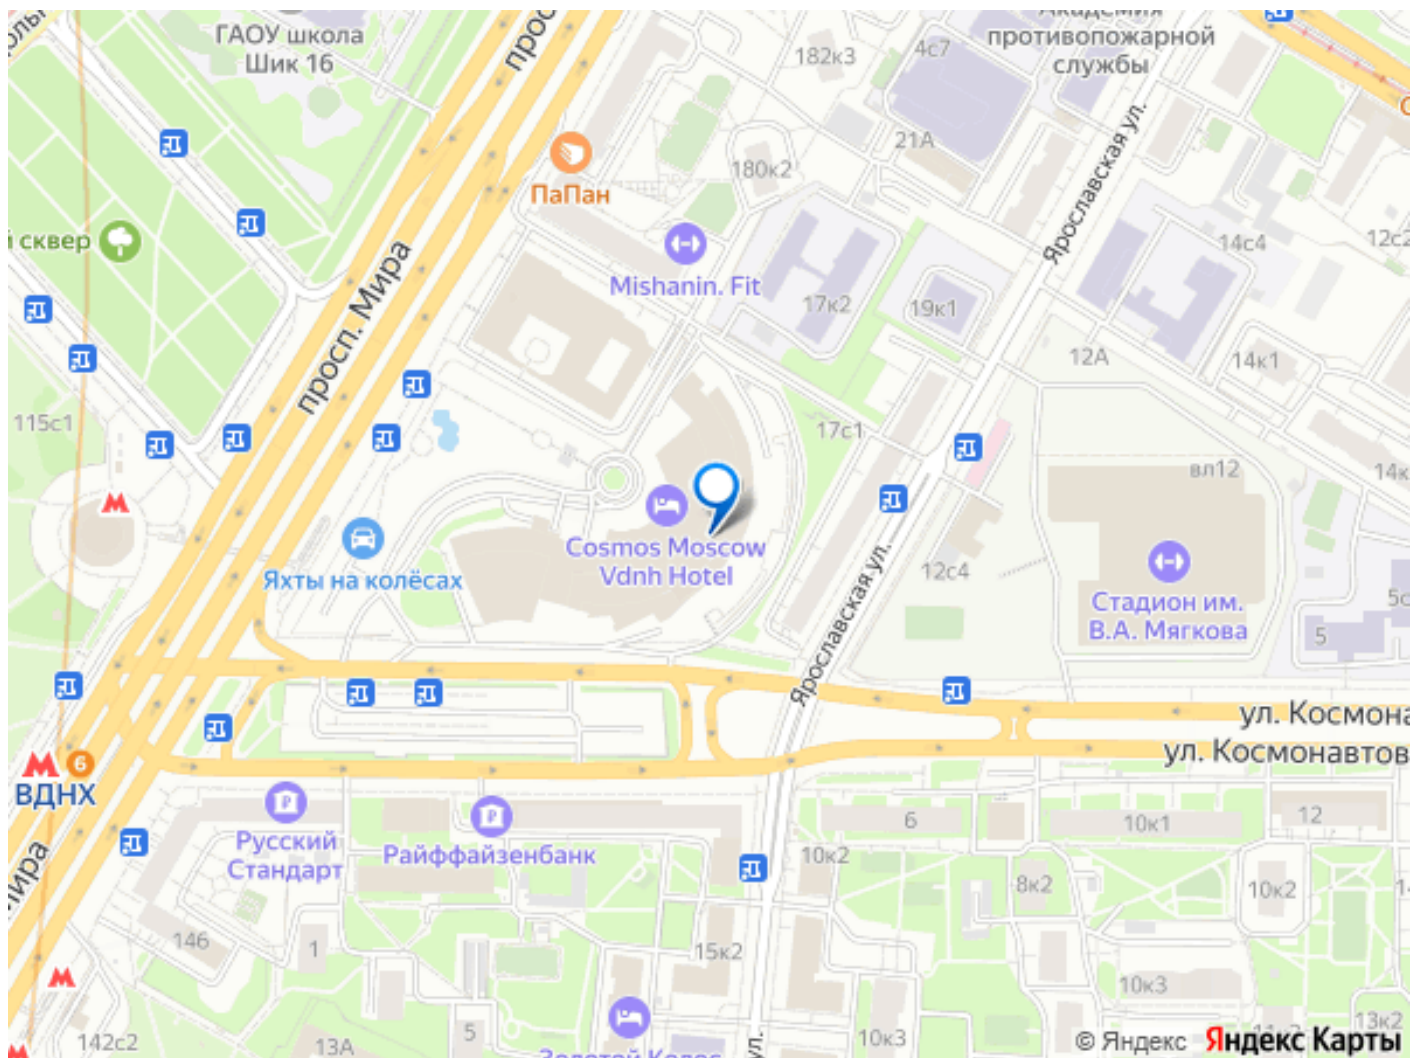 ГАОУ школа
Шик 16
Академия
противопожарной
службы
182к3
4с7
21А
180к2
ПаПан
й сквер
Mishanin. Fit
просп. Мира
Ярославская ул.
14с4
12с2
17к2
19к1
12А
14к1
115с1
17с1
вл12
14к
Cosmos Moscow
Vdnh Hotel
Яхты на колёсах
12с4
Стадион им.
В.А. Мягкова
5с
5
Ярославская ул.
ул. Космона
ул. Космонавтов
6
ВДНХ
Мира
Русский
Стандарт
Райффайзенбанк
6
10к1
12
10к2
8к2
10к2
146
1
15к2
10к3
142с2
13А
5
Золотой Колос
ул.
10к3
13к2
© Яндекс Яндекс Карты